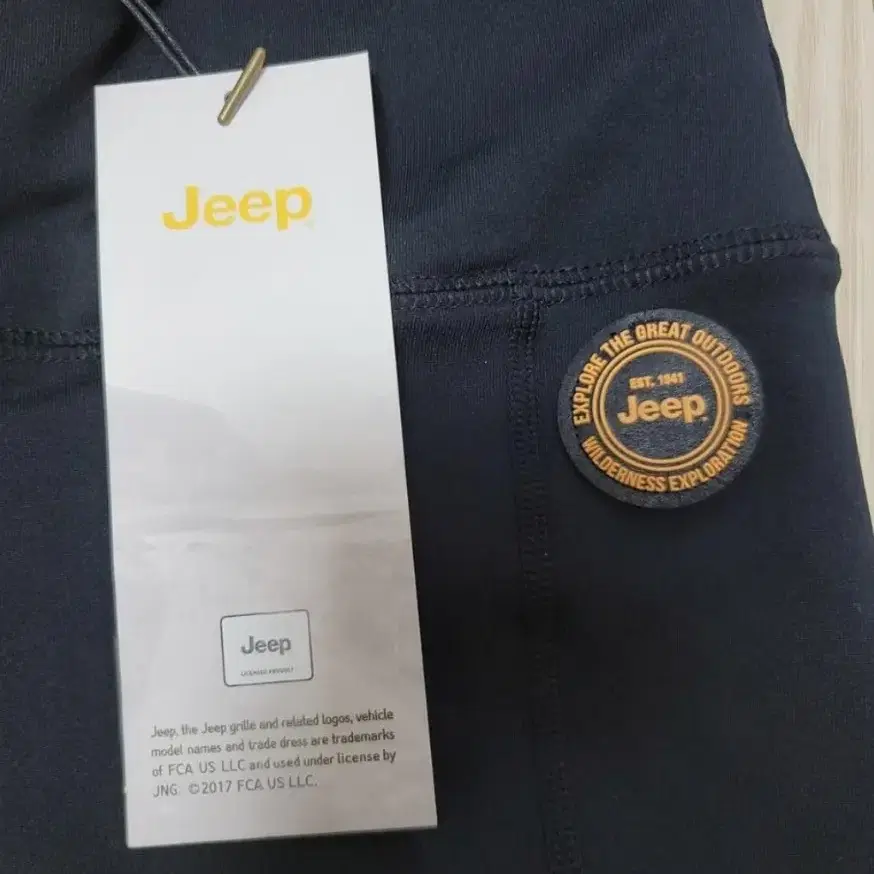 Jeep
EXPLORE THE GREAT OUTDOORS
EST. 1941
Jeep
WILDERNESS EXPLORATION
Jeep
LICENSED PRODUCT
Jeep, the Jeep grille and related logos, vehicle
model names and trade dress are trademarks
of FCA US LLC and used under license by
JNG. ©2017 FCA US LLC.